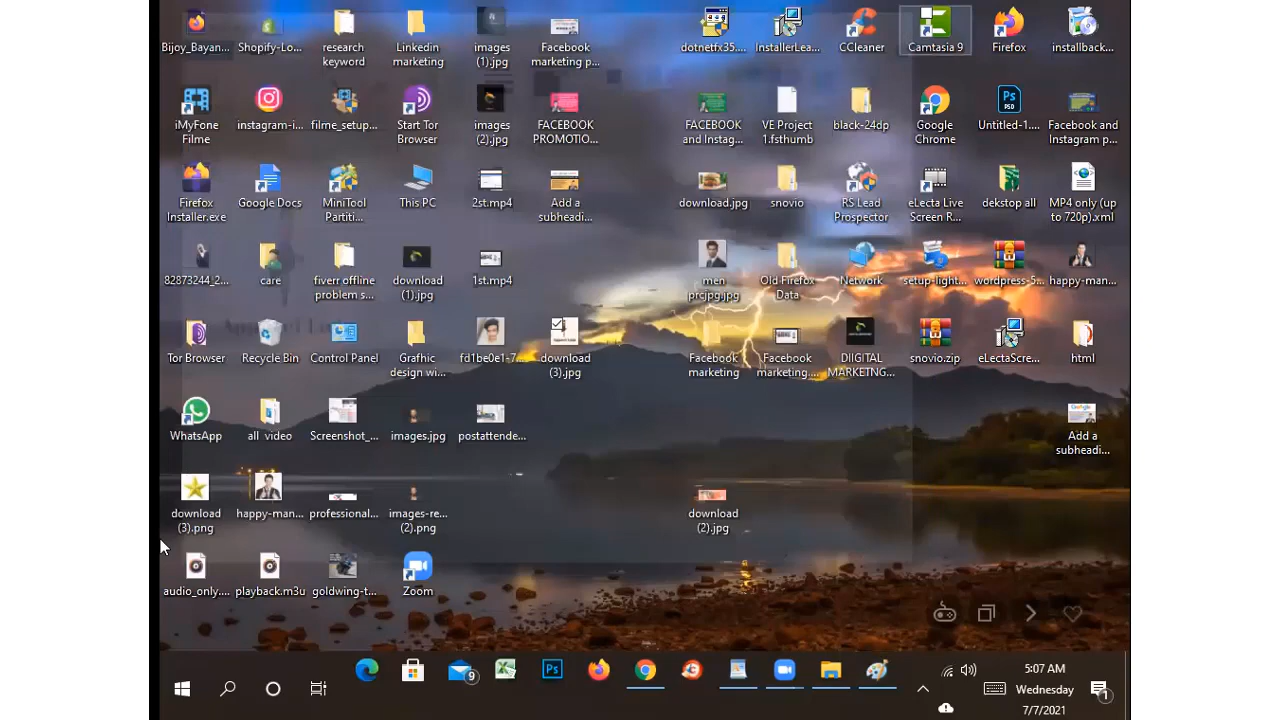 Bijoy_Bayan...
Shopify-Lo...
research
keyword
Linkedin
marketing
images
(1).jpg
Facebook
marketing p...
dotnetfx35....
InstallerLea...
CCleaner
Camtasia 9
Firefox
installback...
iMyFone
Filme
instagram-i...
filme_setup...
Start Tor
Browser
images
(2).jpg
FACEBOOK
PROMOTIO...
FACEBOOK
and Instag...
VE Project
1.fsthumb
black-24dp
Google
Chrome
Untitled-1....
Facebook and
Instagram p...
Firefox
Installer.exe
Google Docs
MiniTool
Partiti...
This PC
2st.mp4
Add a
subheadi...
download.jpg
snovio
RS Lead
Prospector
eLecta Live
Screen R...
dekstop all
MP4 only (up
to 720p).xml
82873244_2...
care
fiverr offline
problem s...
download
(1).jpg
1st.mp4
men
prcjpg.jpg
Old Firefox
Data
Network
setup-light...
wordpress-5...
happy-man...
Tor Browser
Recycle Bin
Control Panel
Grafhic
design wi...
fd1be0e1-7...
download
(3).jpg
Facebook
marketing
Facebook
marketing....
DIIGITAL
MARKETNG...
snovio.zip
eLectaScre...
html
WhatsApp
all video
Screenshot_...
images.jpg
postattende...
Add a
subheadi...
download
(3).png
happy-man...
professional...
images-re...
(2).png
download
(2).jpg
audio_only....
playback.m3u
goldwing-t...
Zoom
9
5:07 AM
Wednesday
7/7/2021
1